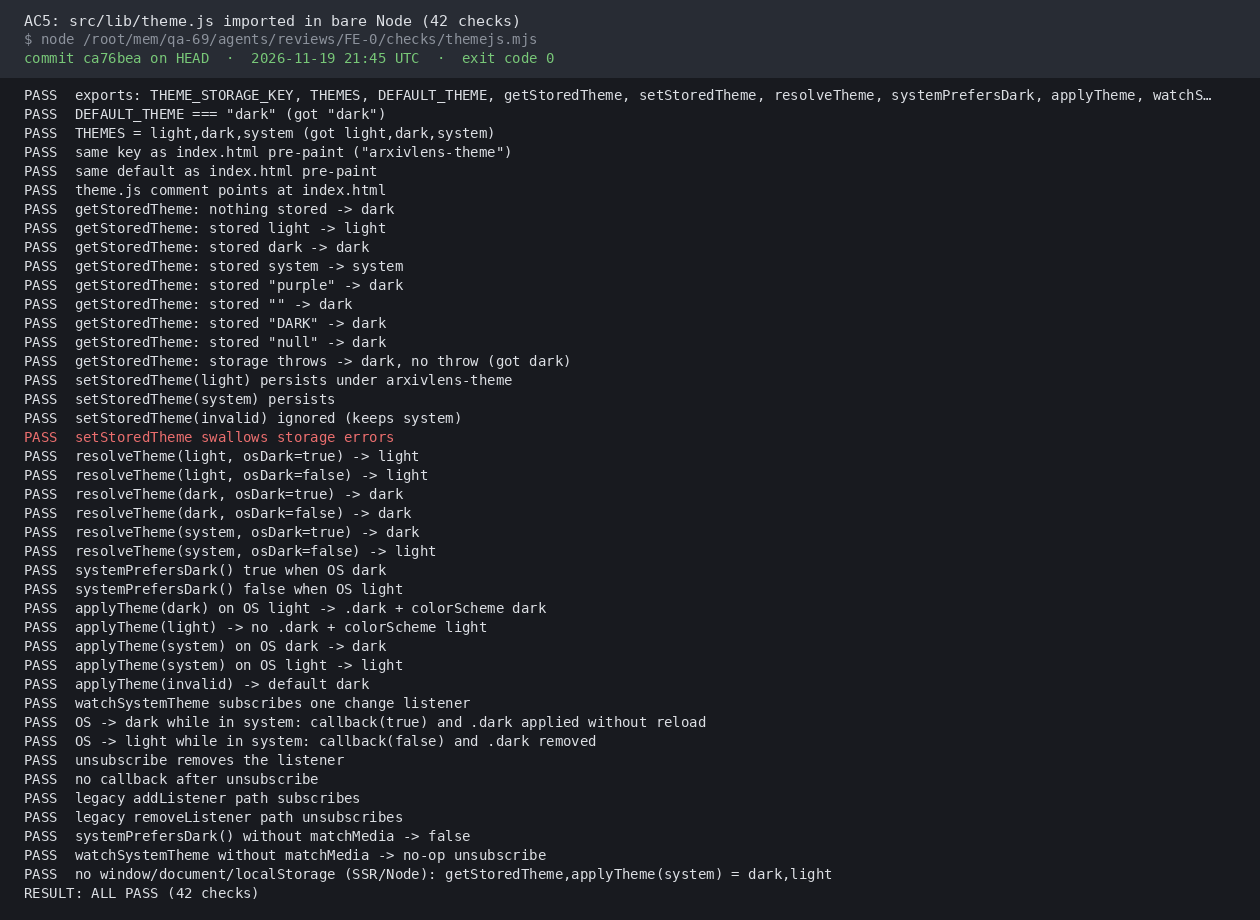 AC5: src/lib/theme.js imported in bare Node (42 checks)
$ node /root/mem/qa-69/agents/reviews/FE-0/checks/themejs.mjs
commit ca76bea on HEAD · 2026-11-19 21:45 UTC · exit code 0
PASS  exports: THEME_STORAGE_KEY, THEMES, DEFAULT_THEME, getStoredTheme, setStoredTheme, resolveTheme, systemPrefersDark, applyTheme, watchS…
PASS  DEFAULT_THEME === "dark" (got "dark")
PASS  THEMES = light,dark,system (got light,dark,system)
PASS  same key as index.html pre-paint ("arxivlens-theme")
PASS  same default as index.html pre-paint
PASS  theme.js comment points at index.html
PASS  getStoredTheme: nothing stored -> dark
PASS  getStoredTheme: stored light -> light
PASS  getStoredTheme: stored dark -> dark
PASS  getStoredTheme: stored system -> system
PASS  getStoredTheme: stored "purple" -> dark
PASS  getStoredTheme: stored "" -> dark
PASS  getStoredTheme: stored "DARK" -> dark
PASS  getStoredTheme: stored "null" -> dark
PASS  getStoredTheme: storage throws -> dark, no throw (got dark)
PASS  setStoredTheme(light) persists under arxivlens-theme
PASS  setStoredTheme(system) persists
PASS  setStoredTheme(invalid) ignored (keeps system)
PASS  setStoredTheme swallows storage errors
PASS  resolveTheme(light, osDark=true) -> light
PASS  resolveTheme(light, osDark=false) -> light
PASS  resolveTheme(dark, osDark=true) -> dark
PASS  resolveTheme(dark, osDark=false) -> dark
PASS  resolveTheme(system, osDark=true) -> dark
PASS  resolveTheme(system, osDark=false) -> light
PASS  systemPrefersDark() true when OS dark
PASS  systemPrefersDark() false when OS light
PASS  applyTheme(dark) on OS light -> .dark + colorScheme dark
PASS  applyTheme(light) -> no .dark + colorScheme light
PASS  applyTheme(system) on OS dark -> dark
PASS  applyTheme(system) on OS light -> light
PASS  applyTheme(invalid) -> default dark
PASS  watchSystemTheme subscribes one change listener
PASS  OS -> dark while in system: callback(true) and .dark applied without reload
PASS  OS -> light while in system: callback(false) and .dark removed
PASS  unsubscribe removes the listener
PASS  no callback after unsubscribe
PASS  legacy addListener path subscribes
PASS  legacy removeListener path unsubscribes
PASS  systemPrefersDark() without matchMedia -> false
PASS  watchSystemTheme without matchMedia -> no-op unsubscribe
PASS  no window/document/localStorage (SSR/Node): getStoredTheme,applyTheme(system) = dark,light
RESULT: ALL PASS (42 checks)